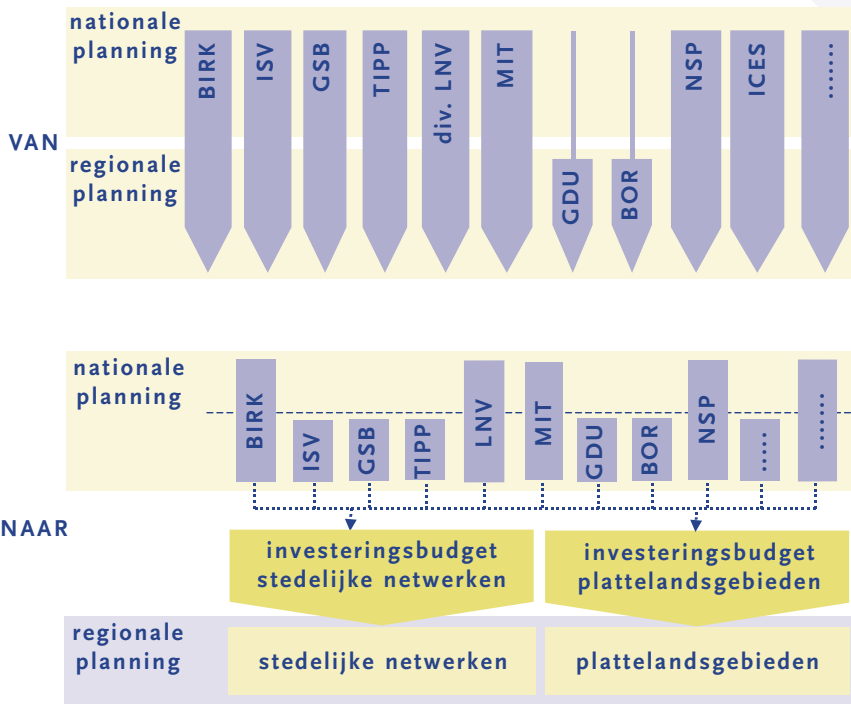 nationale
planning
BIRK
ISV
GSB
TIPP
div. LNV
MIT
NSP
ICES
.......
VAN
regionale
planning
GDU
BOR
nationale
planning
BIRK
ISV
GSB
TIPP
LNV
MIT
GDU
BOR
NSP
.....
........
NAAR
investeringsbudget
stedelijke netwerken
investeringsbudget
plattelandsgebieden
regionale
planning
stedelijke netwerken
plattelandsgebieden